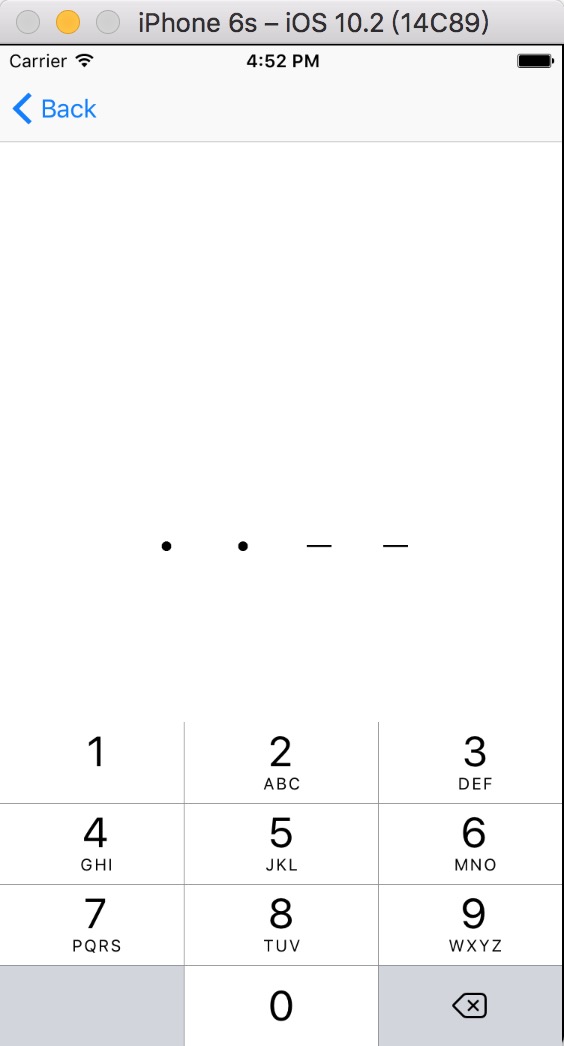 iPhone 6s – iOS 10.2 (14C89)
Carrier 4:52 PM
Back
1 2 3
ABC DEF
4 5 6
GHI JKL MNO
7 8 9
PQRS TUV WXYZ
0